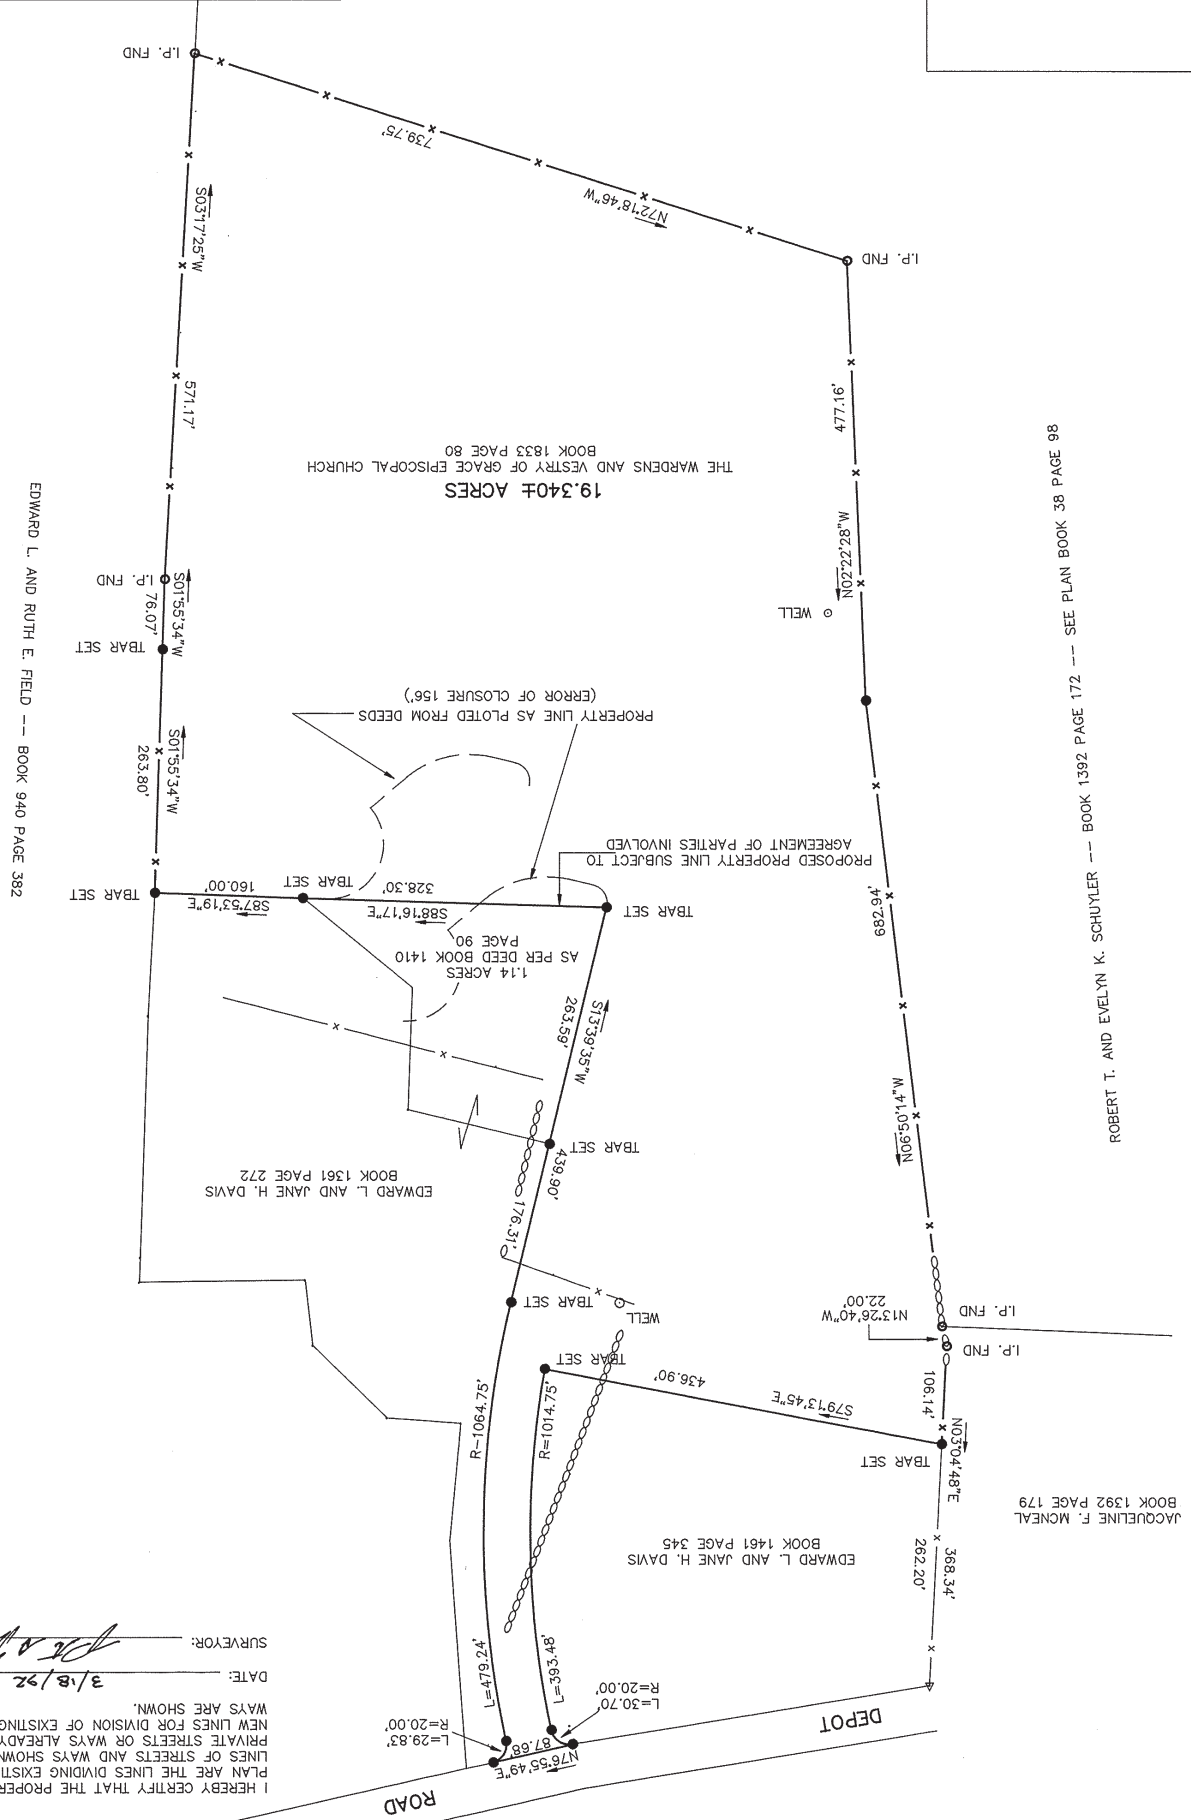 I HEREBY CERTIFY THAT THE PROPER
PLAN ARE THE LINES DIVIDING EXISTI
LINES OF STREETS AND WAYS SHOWN
PRIVATE STREETS OR WAYS ALREADY
NEW LINES FOR DIVISION OF EXISTING
WAYS ARE SHOWN.
DATE: 3/18/92
SURVEYOR:
ROAD
DEPOT
N76°55'49"E
87.68'
L=29.83'
R=20.00'
L=30.70'
R=20.00'
L=479.24'
L=393.48'
R=1064.75'
R=1014.75'
EDWARD L. AND JANE H. DAVIS
BOOK 1461 PAGE 345
JACQUELINE F. MCNEAL
BOOK 1392 PAGE 179
368.34'
262.20'
N03°04'48"E
106.14'
TBAR SET
S79°13'45"E
436.90'
TBAR SET
I.P. FND
I.P. FND
N13°26'40"W
22.00'
WELL
TBAR SET
176.31'
439.90'
TBAR SET
EDWARD L. AND JANE H. DAVIS
BOOK 1361 PAGE 272
N06°50'14"W
682.94'
S13°39'35"W
263.59'
1.14 ACRES
AS PER DEED BOOK 1410
PAGE 90
TBAR SET
S88°16'17"E
328.30'
TBAR SET
S87°53'19"E
160.00'
TBAR SET
PROPOSED PROPERTY LINE SUBJECT TO
AGREEMENT OF PARTIES INVOLVED
PROPERTY LINE AS PLOTED FROM DEEDS
(ERROR OF CLOSURE 156')
S01°55'34"W
263.80'
TBAR SET
S01°55'34"W
76.07'
I.P. FND
WELL
N02°22'28"W
477.16'
19.340± ACRES
THE WARDENS AND VESTRY OF GRACE EPISCOPAL CHURCH
BOOK 1833 PAGE 80
571.17'
S03°17'25"W
I.P. FND
N72°18'46"W
739.75'
I.P. FND
EDWARD L. AND RUTH E. FIELD -- BOOK 940 PAGE 382
ROBERT T. AND EVELYN K. SCHUYLER -- BOOK 1392 PAGE 172 -- SEE PLAN BOOK 38 PAGE 98